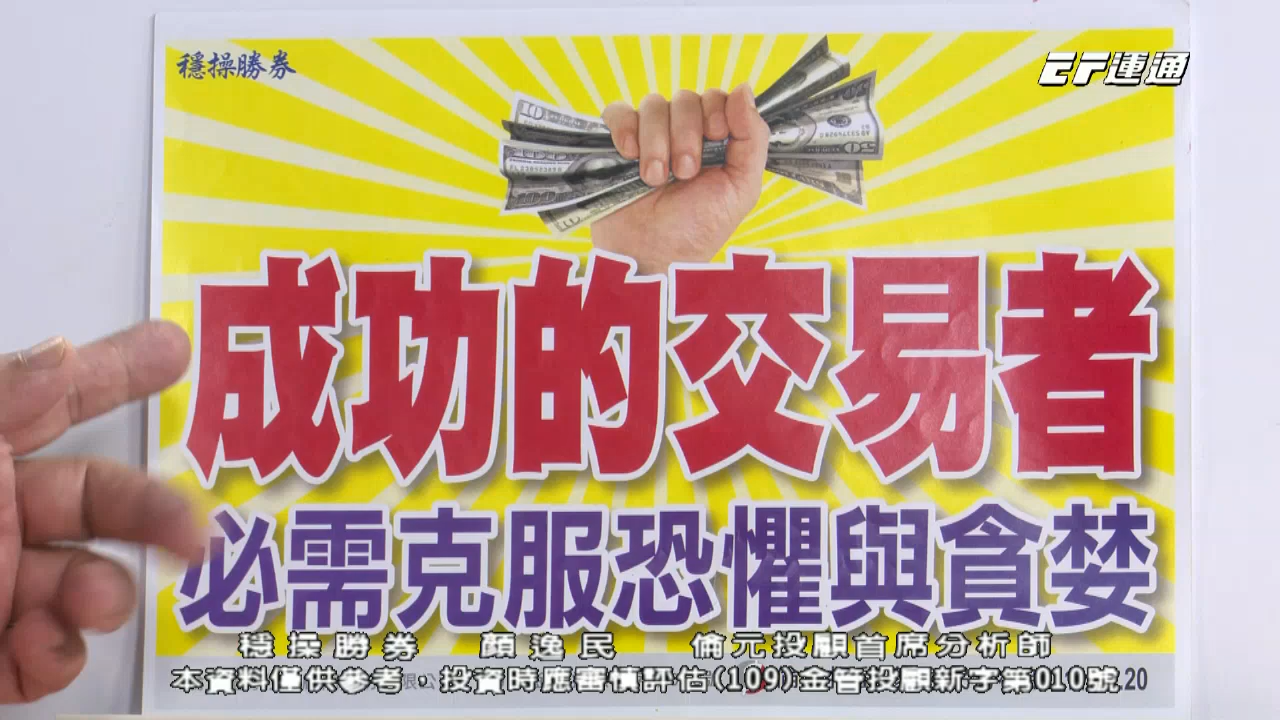 穩操勝券
EF運通
成功的交易者
必需克服恐懼與貪婪
穩操勝券 顏逸民 倫元投顧首席分析師
本資料僅供參考，投資時應審慎評估(109)金管投顧新字第010號
.20